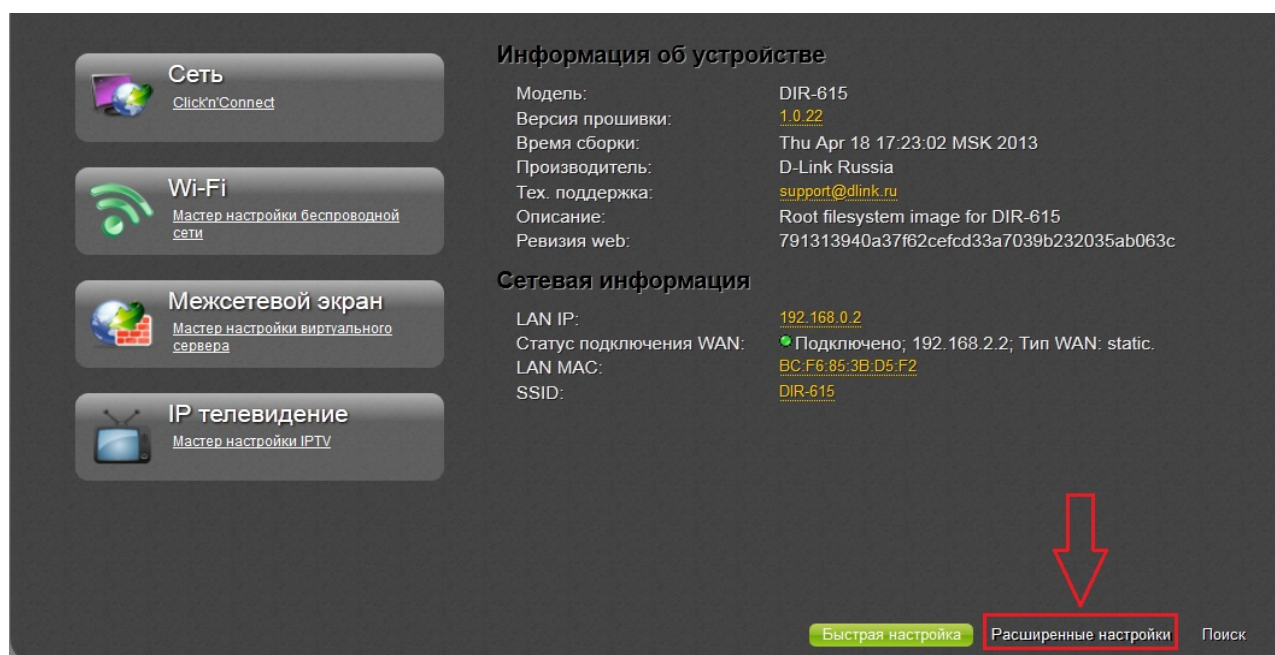 Сеть
Click'n'Connect
Wi-Fi
Мастер настройки беспроводной
сети
Межсетевой экран
Мастер настройки виртуального
сервера
IP телевидение
Мастер настройки IPTV
Информация об устройстве
Модель: DIR-615
Версия прошивки: 1.0.22
Время сборки: Thu Apr 18 17:23:02 MSK 2013
Производитель: D-Link Russia
Тех. поддержка: support@dlink.ru
Описание: Root filesystem image for DIR-615
Ревизия web: 791313940a37f62cefcd33a7039b232035ab063c
Сетевая информация
LAN IP: 192.168.0.2
Статус подключения WAN: Подключено; 192.168.2.2; Тип WAN: static.
LAN MAC: BC:F6:85:3B:D5:F2
SSID: DIR-615
Быстрая настройка Расширенные настройки Поиск